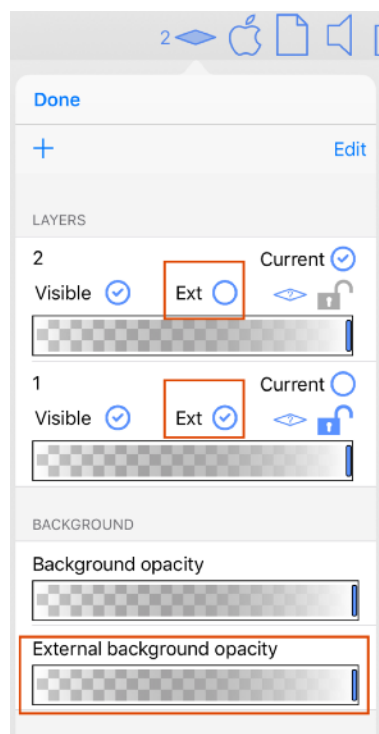 2
Done
+ Edit
LAYERS
2 Current
Visible Ext ?
1 Current
Visible Ext ?
BACKGROUND
Background opacity
External background opacity